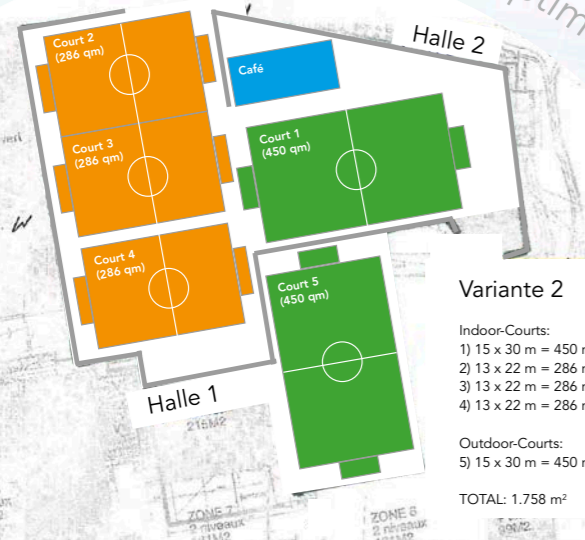 Halle 2
Court 2
(286 qm)
Café
Court 1
(450 qm)
Court 3
(286 qm)
Court 4
(286 qm)
Court 5
(450 qm)
Halle 1
Variante 2
Indoor-Courts:
1) 15 x 30 m = 450 m
2) 13 x 22 m = 286 m
3) 13 x 22 m = 286 m
4) 13 x 22 m = 286 m
Outdoor-Courts:
5) 15 x 30 m = 450 m
TOTAL: 1.758 m²
ZONE 7
2 niveaux
ZONE 6
2 niveaux